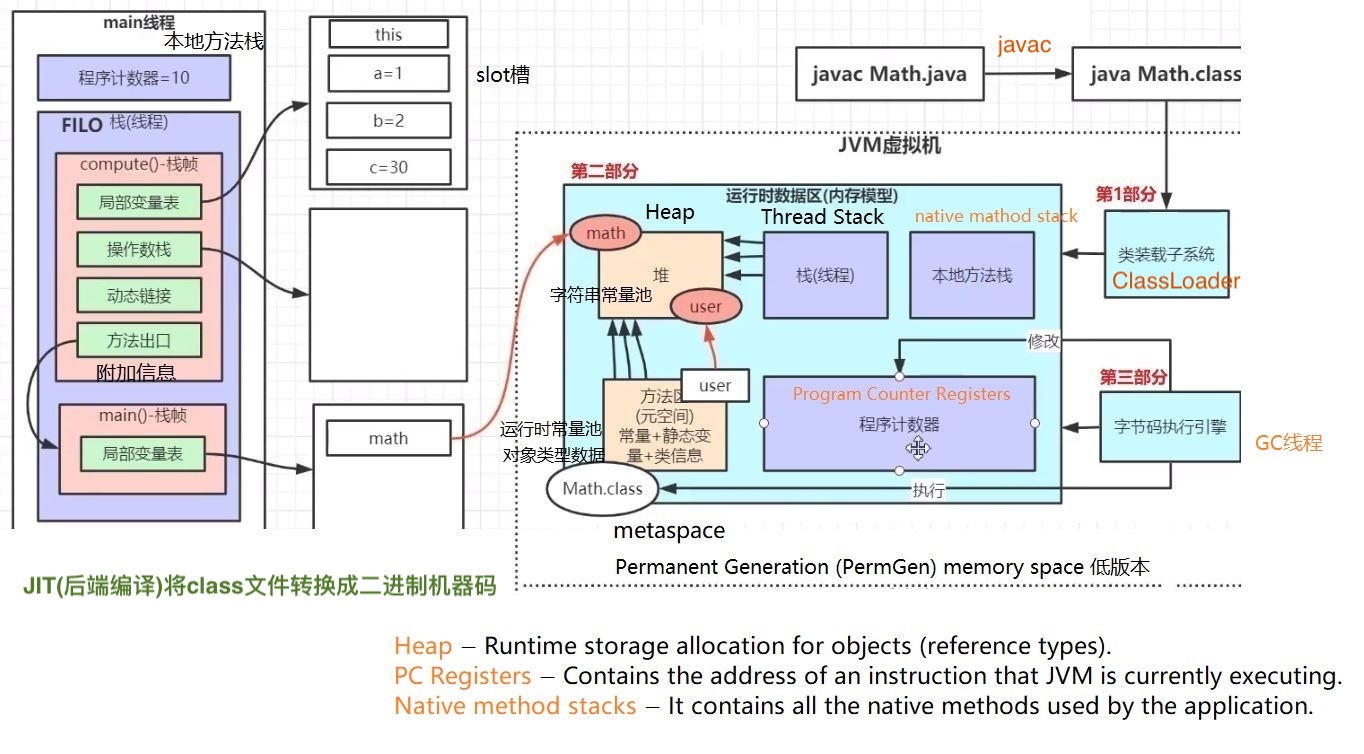 main线程
本地方法栈
程序计数器=10
FILO 栈(线程)
compute()-栈帧
局部变量表
操作数栈
动态链接
方法出口
附加信息
main()-栈帧
局部变量表
this
a=1
b=2
c=30
slot槽
math
javac Math.java
javac
java Math.class
JVM虚拟机
第二部分
运行时数据区(内存模型)
Heap
math
堆
字符串常量池
user
Thread Stack
栈(线程)
native mathod stack
本地方法栈
第1部分
类装载子系统
ClassLoader
user
方法区
(元空间)
常量+静态变
量+类信息
运行时常量池
对象类型数据
Math.class
修改
Program Counter Registers
程序计数器
第三部分
字节码执行引擎
GC线程
执行
metaspace
Permanent Generation (PermGen) memory space 低版本
JIT(后端编译)将class文件转换成二进制机器码
Heap — Runtime storage allocation for objects (reference types).
PC Registers — Contains the address of an instruction that JVM is currently executing.
Native method stacks — It contains all the native methods used by the application.